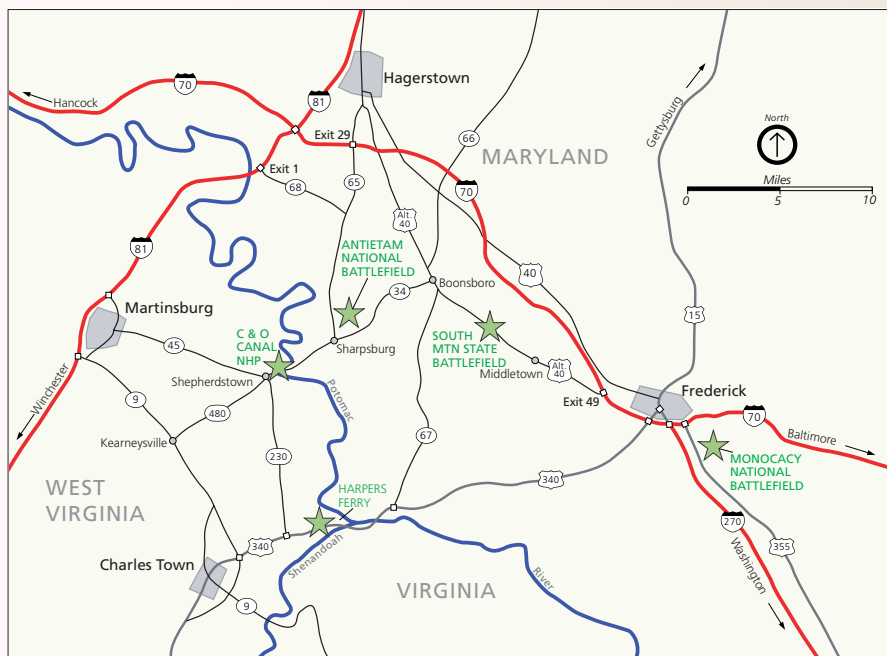 70
Hancock
81
Hagerstown
Exit 29
66
Gettysburg
North
Miles
0
5
10
MARYLAND
Exit 1
68
65
70
Alt.
40
81
ANTIETAM
NATIONAL
BATTLEFIELD
40
Boonsboro
34
Martinsburg
15
C & O
CANAL
NHP
45
Sharpsburg
SOUTH
MTN STATE
BATTLEFIELD
Middletown
Alt.
40
Shepherdstown
Potomac
Exit 49
Frederick
Winchester
9
480
70
Baltimore
Kearneysville
67
230
MONOCACY
NATIONAL
BATTLEFIELD
340
WEST
VIRGINIA
HARPERS
FERRY
270
340
Shenandoah
355
Washington
Charles Town
River
VIRGINIA
9